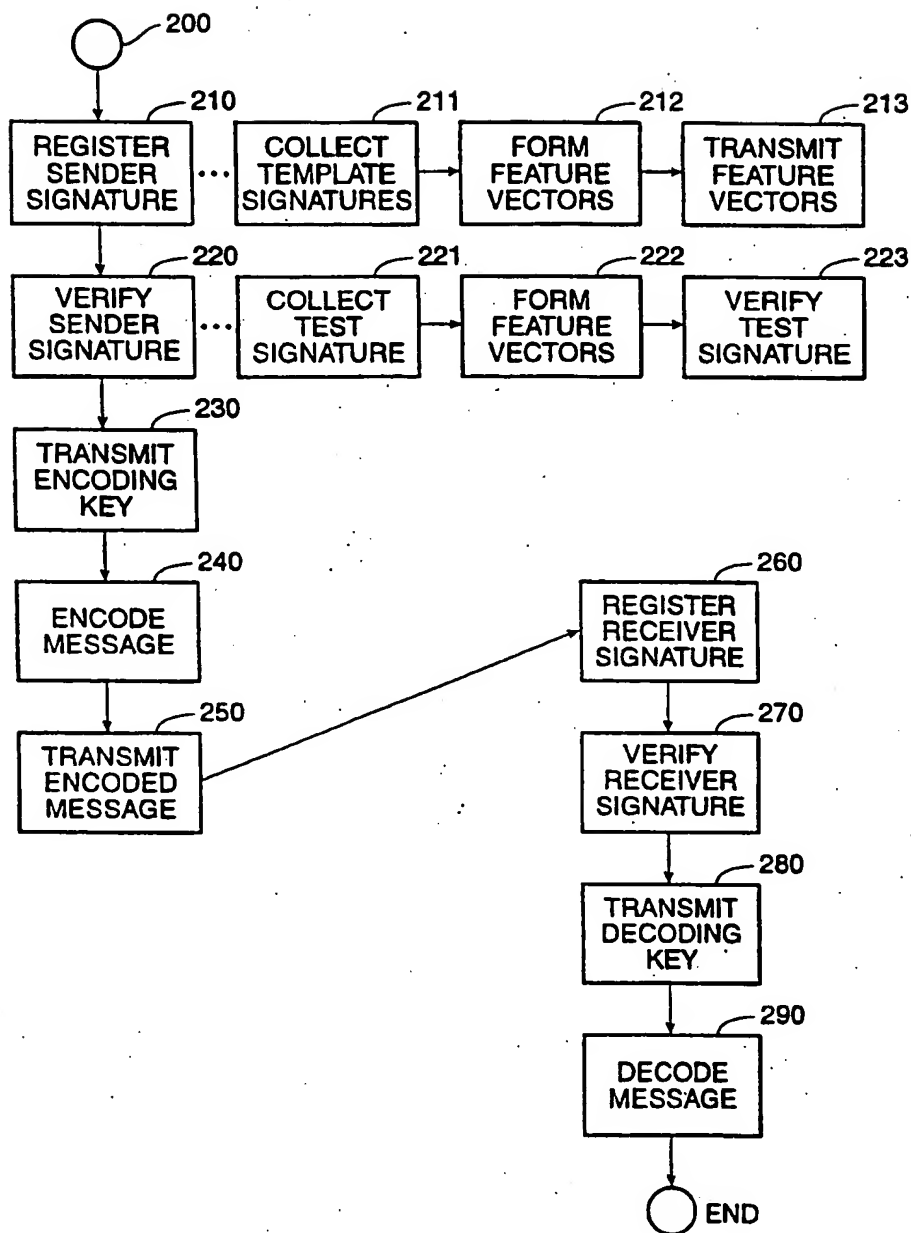 200
210
REGISTER
SENDER
SIGNATURE
211
COLLECT
TEMPLATE
SIGNATURES
212
FORM
FEATURE
VECTORS
213
TRANSMIT
FEATURE
VECTORS
220
VERIFY
SENDER
SIGNATURE
221
COLLECT
TEST
SIGNATURE
222
FORM
FEATURE
VECTORS
223
VERIFY
TEST
SIGNATURE
230
TRANSMIT
ENCODING
KEY
240
ENCODE
MESSAGE
250
TRANSMIT
ENCODED
MESSAGE
260
REGISTER
RECEIVER
SIGNATURE
270
VERIFY
RECEIVER
SIGNATURE
280
TRANSMIT
DECODING
KEY
290
DECODE
MESSAGE
END